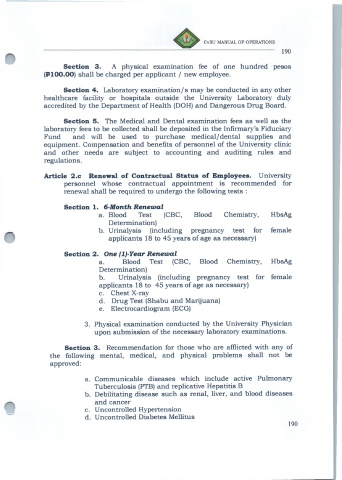 CvSU MANUAL OF OPERATIONS
190
Section 3. A physical examination fee of one hundred pesos
(₱100.00) shall be charged per applicant / new employee.
Section 4. Laboratory examination/s may be conducted in any other
healthcare facility or hospitals outside the University Laboratory duly
accredited by the Department of Health (DOH) and Dangerous Drug Board.
Section 5. The Medical and Dental examination fees as well as the
laboratory fees to be collected shall be deposited in the Infirmary's Fiduciary
Fund and will be used to purchase medical/dental supplies and
equipment. Compensation and benefits of personnel of the University clinic
and other needs are subject to accounting and auditing rules and
regulations.
Article 2.c Renewal of Contractual Status of Employees. University
personnel whose contractual appointment is recommended for
renewal shall be required to undergo the following tests :
Section 1. 6-Month Renewal
a. Blood Test (CBC, Blood Chemistry, HbsAg
Determination)
b. Urinalysis (including pregnancy test for female
applicants 18 to 45 years of age as necessary)
Section 2. One (1)-Year Renewal
a. Blood Test (CBC, Blood Chemistry, HbsAg
Determination)
b. Urinalysis (including pregnancy test for female
applicants 18 to 45 years of age as necessary)
c. Chest X-ray
d. Drug Test (Shabu and Marijuana)
e. Electrocardiogram (ECG)
3. Physical examination conducted by the University Physician
upon submission of the necessary laboratory examinations.
Section 3. Recommendation for those who are afflicted with any of
the following mental, medical, and physical problems shall not be
approved:
a. Communicable diseases which include active Pulmonary
Tuberculosis (PTB) and replicative Hepatitis B
b. Debilitating disease such as renal, liver, and blood diseases
and cancer
c. Uncontrolled Hypertension
d. Uncontrolled Diabetes Mellitus
190